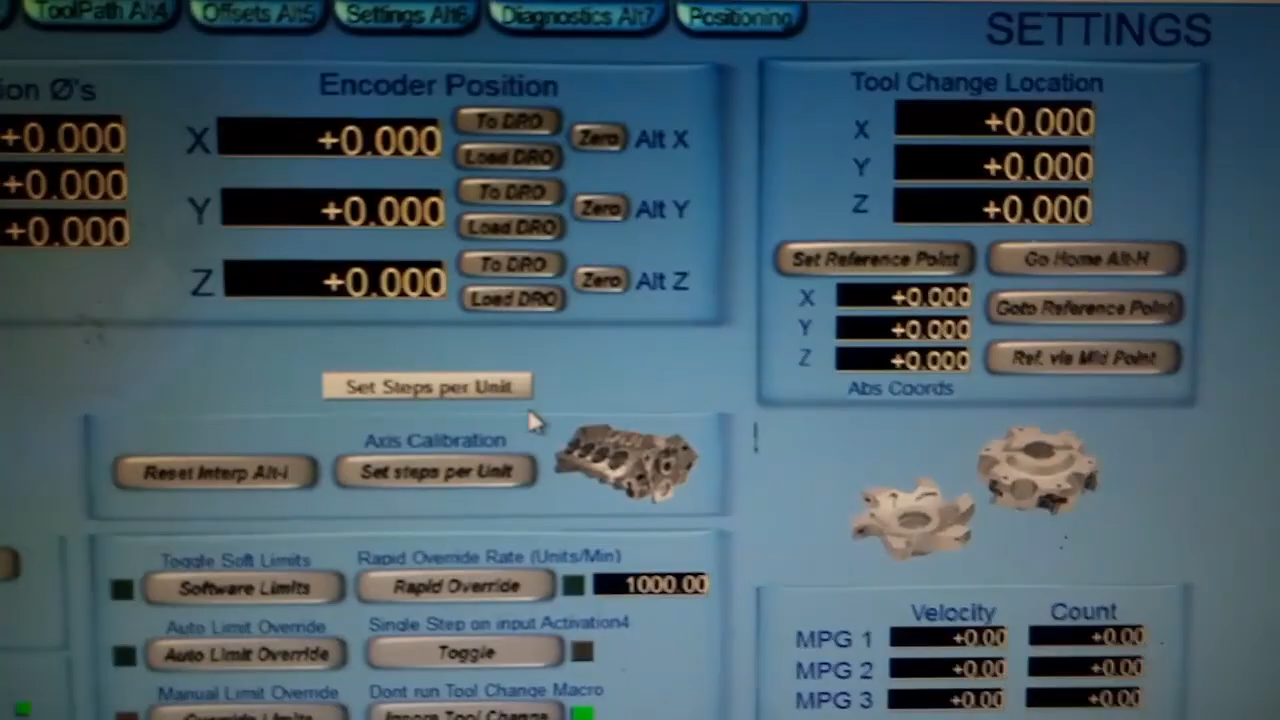 ToolPath Alt4 Offsets Alt5 Settings Alt6 Diagnostics Alt7 Positioning
SETTINGS
ion Ø's
+0.000
+0.000
+0.000
Encoder Position
X +0.000 To DRO Load DRO Zero Alt X
Y +0.000 To DRO Load DRO Zero Alt Y
Z +0.000 To DRO Load DRO Zero Alt Z
Tool Change Location
X +0.000
Y +0.000
Z +0.000
Set Reference Point Go Home Alt-H
X +0.000 Goto Reference Point
Y +0.000
Z +0.000 Ref. via Mid Point
Abs Coords
Set Steps per Unit
Axis Calibration
Reset Interp Alt-I Set steps per Unit
Toggle Soft Limits Rapid Override Rate (Units/Min)
Software Limits Rapid Override 1000.00
Auto Limit Override Single Step on input Activation4
Auto Limit Override Toggle
Manual Limit Override Dont run Tool Change Macro
Override Limits Ignore Tool Change
Velocity Count
MPG 1 +0.00 +0.00
MPG 2 +0.00 +0.00
MPG 3 +0.00 +0.00